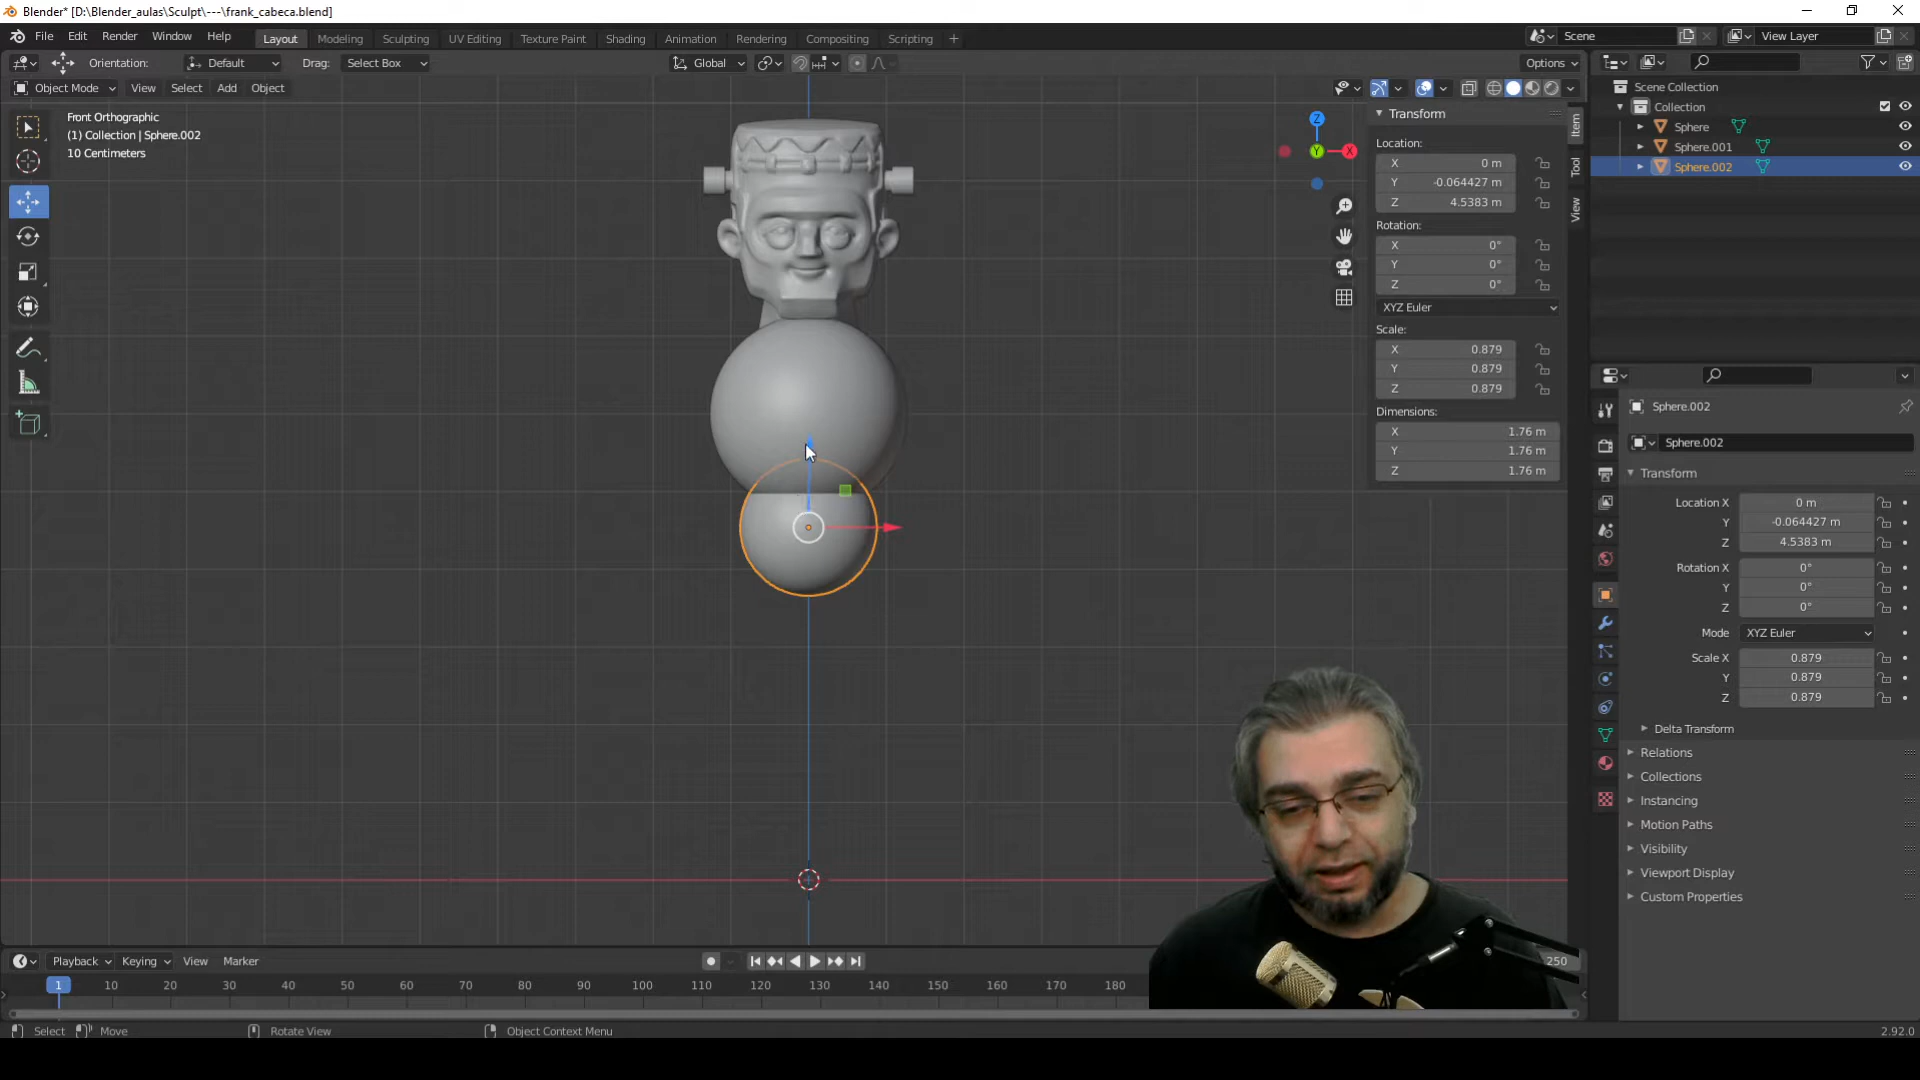 Blender* [D:\Blender_aulas\Sculpt\---\frank_cabeca.blend]
File Edit Render Window Help
Layout Modeling Sculpting UV Editing Texture Paint Shading Animation Rendering Compositing Scripting
Scene
View Layer
Orientation: Default Drag: Select Box
Global
Options
Object Mode View Select Add Object
Front Orthographic
(1) Collection | Sphere.002
10 Centimeters
Z
Y
X
Transform
Location:
X 0 m
Y -0.064427 m
Z 4.5383 m
Rotation:
X 0°
Y 0°
Z 0°
XYZ Euler
Scale:
X 0.879
Y 0.879
Z 0.879
Dimensions:
X 1.76 m
Y 1.76 m
Z 1.76 m
Item
Tool
View
Scene Collection
Collection
Sphere
Sphere.001
Sphere.002
Sphere.002
Sphere.002
Transform
Location X 0 m
Y -0.064427 m
Z 4.5383 m
Rotation X 0°
Y 0°
Z 0°
Mode XYZ Euler
Scale X 0.879
Y 0.879
Z 0.879
Delta Transform
Relations
Collections
Instancing
Motion Paths
Visibility
Viewport Display
Custom Properties
Playback Keying View Marker
250
1 10 20 30 40 50 60 70 80 90 100 110 120 130 140 150 160 170 180
Select Move Rotate View Object Context Menu
2.92.0